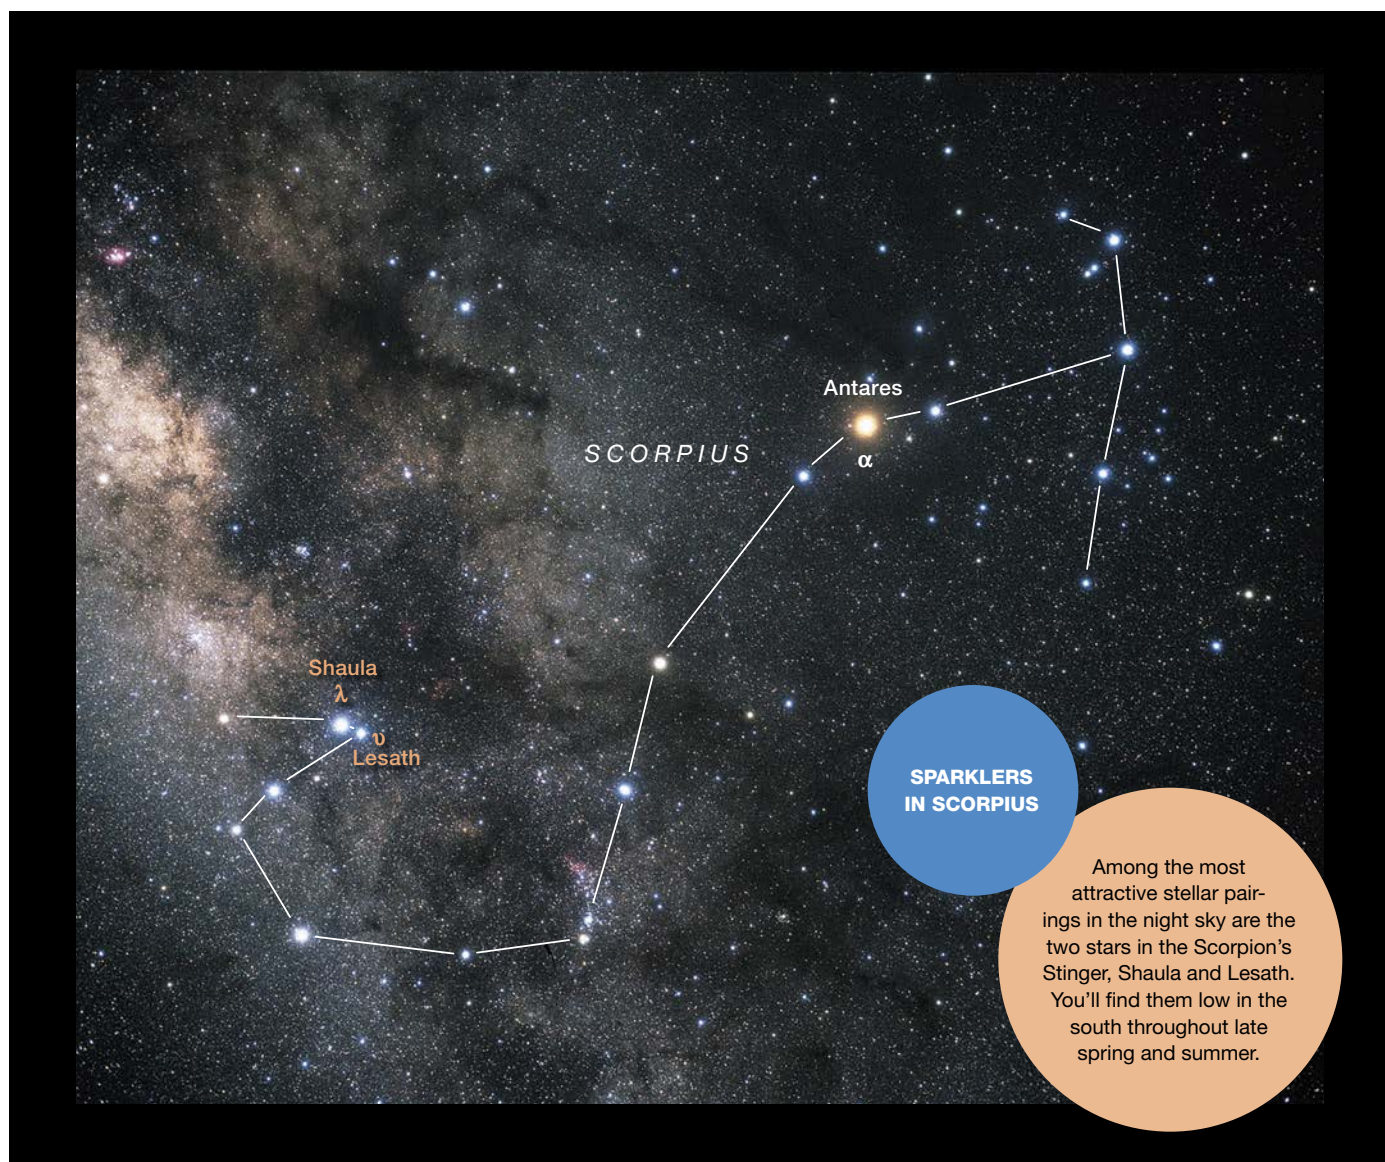 Antares
α
SCORPIUS
Shaula
λ
υ
Lesath
SPARKLERS
IN SCORPIUS
Among the most
attractive stellar pair-
ings in the night sky are the
two stars in the Scorpion’s
Stinger, Shaula and Lesath.
You’ll find them low in the
south throughout late
spring and summer.